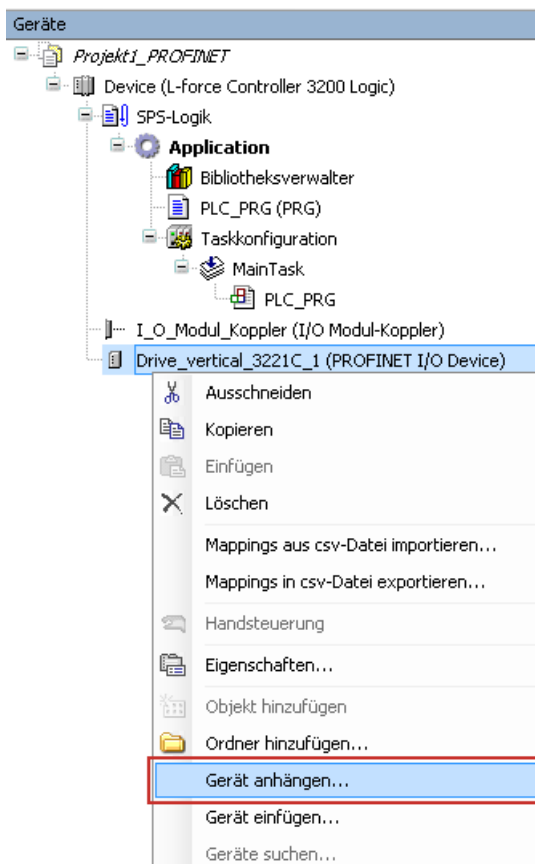 Geräte
Projekt1_PROFINET
Device (L-force Controller 3200 Logic)
SPS-Logik
Application
Bibliotheksverwalter
PLC_PRG (PRG)
Taskkonfiguration
MainTask
PLC_PRG
I_O_Modul_Koppler (I/O Modul-Koppler)
Drive_vertical_3221C_1 (PROFINET I/O Device)
Ausschneiden
Kopieren
Einfügen
Löschen
Mappings aus csv-Datei importieren...
Mappings in csv-Datei exportieren...
Handsteuerung
Eigenschaften...
Objekt hinzufügen
Ordner hinzufügen...
Gerät anhängen...
Gerät einfügen...
Geräte suchen...